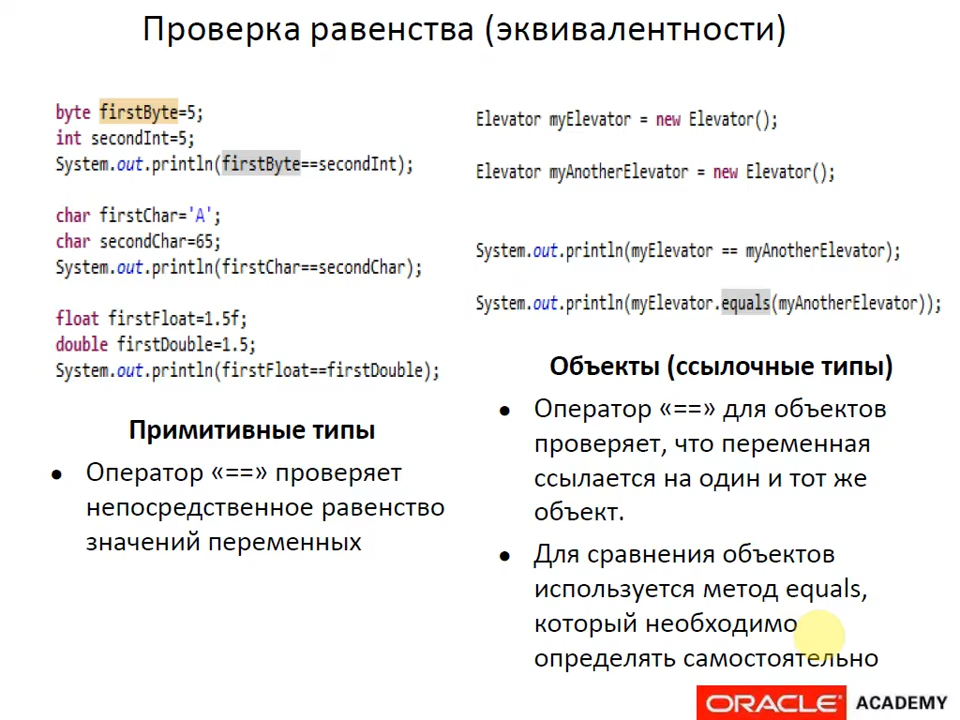 Проверка равенства (эквивалентности)
byte firstByte=5;
int secondInt=5;
System.out.println(firstByte==secondInt);
char firstChar='A';
char secondChar=65;
System.out.println(firstChar==secondChar);
float firstFloat=1.5f;
double firstDouble=1.5;
System.out.println(firstFloat==firstDouble);
Примитивные типы
● Оператор «==» проверяет
непосредственное равенство
значений переменных
Elevator myElevator = new Elevator();
Elevator myAnotherElevator = new Elevator();
System.out.println(myElevator == myAnotherElevator);
System.out.println(myElevator.equals(myAnotherElevator));
Объекты (ссылочные типы)
● Оператор «==» для объектов
проверяет, что переменная
ссылается на один и тот же
объект.
● Для сравнения объектов
используется метод equals,
который необходимо
определять самостоятельно
ORACLE ACADEMY